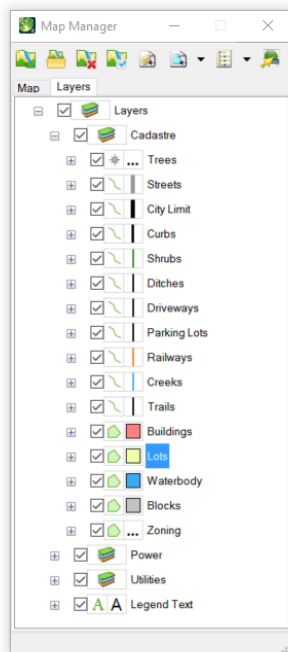 Map Manager
Map Layers
Layers
Cadastre
... Trees
Streets
City Limit
Curbs
Shrubs
Ditches
Driveways
Parking Lots
Railways
Creeks
Trails
Buildings
Lots
Waterbody
Blocks
... Zoning
Power
Utilities
A A Legend Text